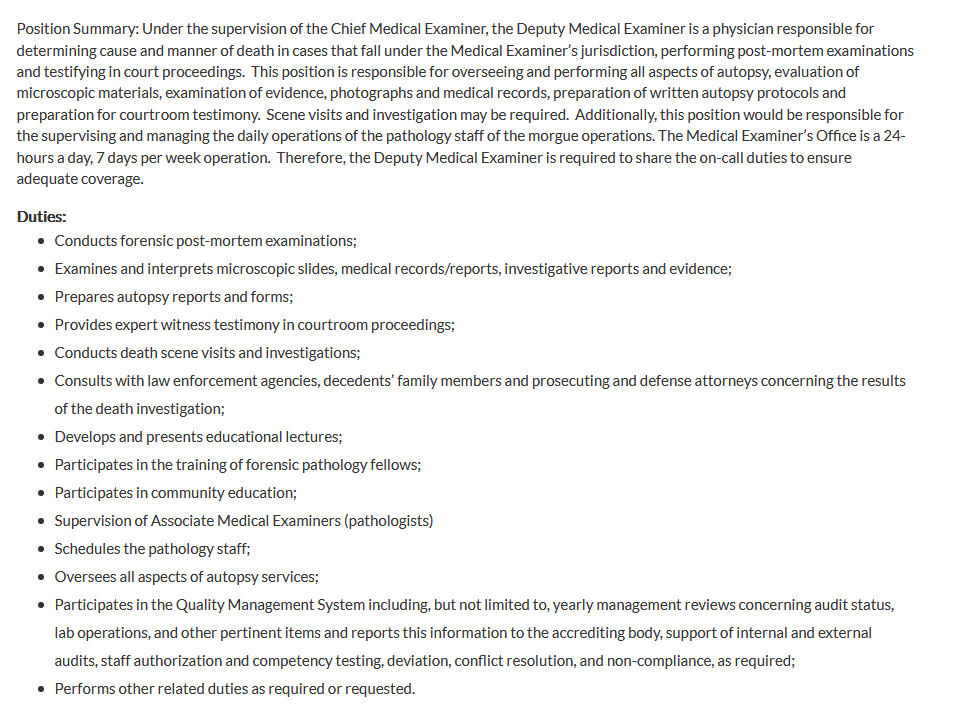 Position Summary: Under the supervision of the Chief Medical Examiner, the Deputy Medical Examiner is a physician responsible for
determining cause and manner of death in cases that fall under the Medical Examiner's jurisdiction, performing post-mortem examinations
and testifying in court proceedings.  This position is responsible for overseeing and performing all aspects of autopsy, evaluation of
microscopic materials, examination of evidence, photographs and medical records, preparation of written autopsy protocols and
preparation for courtroom testimony.  Scene visits and investigation may be required.  Additionally, this position would be responsible for
the supervising and managing the daily operations of the pathology staff of the morgue operations. The Medical Examiner's Office is a 24-
hours a day, 7 days per week operation.  Therefore, the Deputy Medical Examiner is required to share the on-call duties to ensure
adequate coverage.
Duties:
• Conducts forensic post-mortem examinations;
• Examines and interprets microscopic slides, medical records/reports, investigative reports and evidence;
• Prepares autopsy reports and forms;
• Provides expert witness testimony in courtroom proceedings;
• Conducts death scene visits and investigations;
• Consults with law enforcement agencies, decedents' family members and prosecuting and defense attorneys concerning the results
of the death investigation;
• Develops and presents educational lectures;
• Participates in the training of forensic pathology fellows;
• Participates in community education;
• Supervision of Associate Medical Examiners (pathologists)
• Schedules the pathology staff;
• Oversees all aspects of autopsy services;
• Participates in the Quality Management System including, but not limited to, yearly management reviews concerning audit status,
lab operations, and other pertinent items and reports this information to the accrediting body, support of internal and external
audits, staff authorization and competency testing, deviation, conflict resolution, and non-compliance, as required;
• Performs other related duties as required or requested.